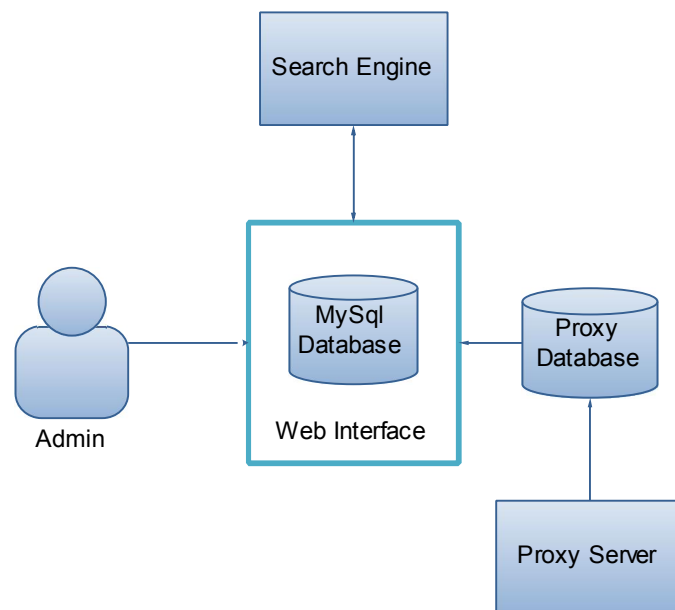 Search Engine
MySql
Database
Proxy
Database
Web Interface
Admin
Proxy Server